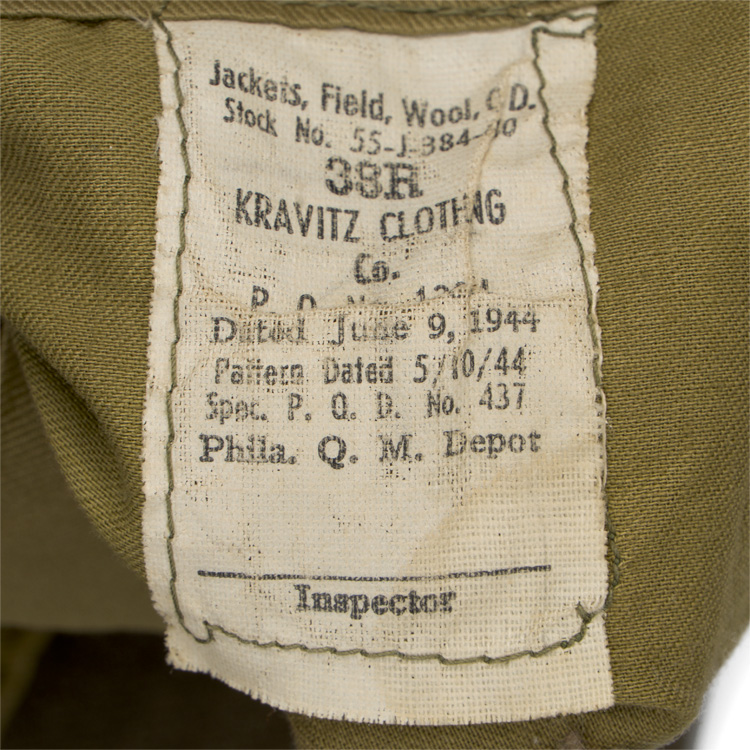 Jackets, Field, Wool, O.D.
Stock No. 55-J-384-
38R
KRAVITZ CLOTHING
Co.
P. O. No.
Dated June 9, 1944
Pattern Dated 5/10/44
Spec. P. Q. D. No. 437
Phila. Q. M. Depot
Inspector